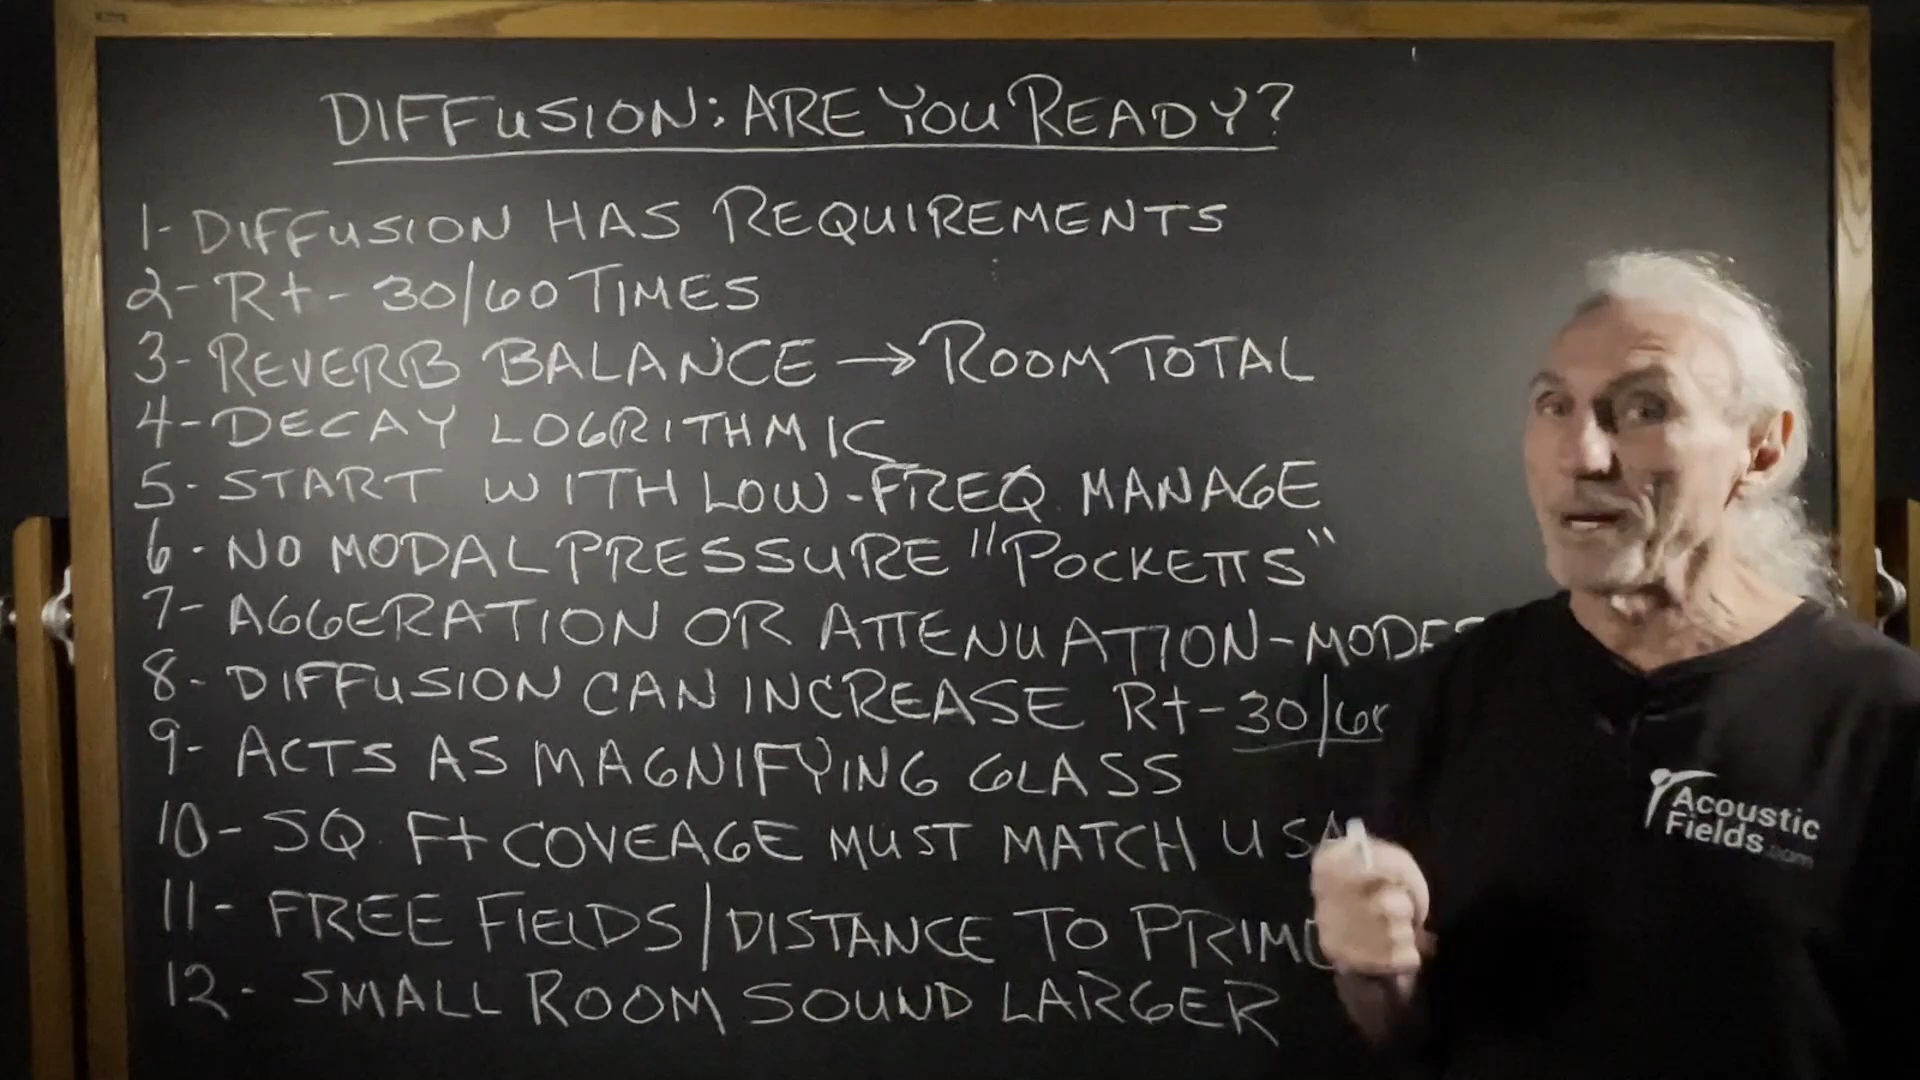 DIFFUSION: ARE YOU READY?
1- DIFFUSION HAS REQUIREMENTS
2- Rt - 30/60 TIMES
3- REVERB BALANCE → ROOM TOTAL
4- DECAY LOGRITHMIC
5- START WITH LOW-FREQ. MANAGE
6- NO MODAL PRESSURE "POCKETTS"
7- AGGERATION OR ATTENUATION-MODES
8- DIFFUSION CAN INCREASE Rt-30/60
9- ACTS AS MAGNIFYING GLASS
10- SQ. Ft COVEAGE MUST MATCH
11- FREE FIELDS/DISTANCE TO
12- SMALL ROOM SOUND LARGER
Acoustic
Fields.com